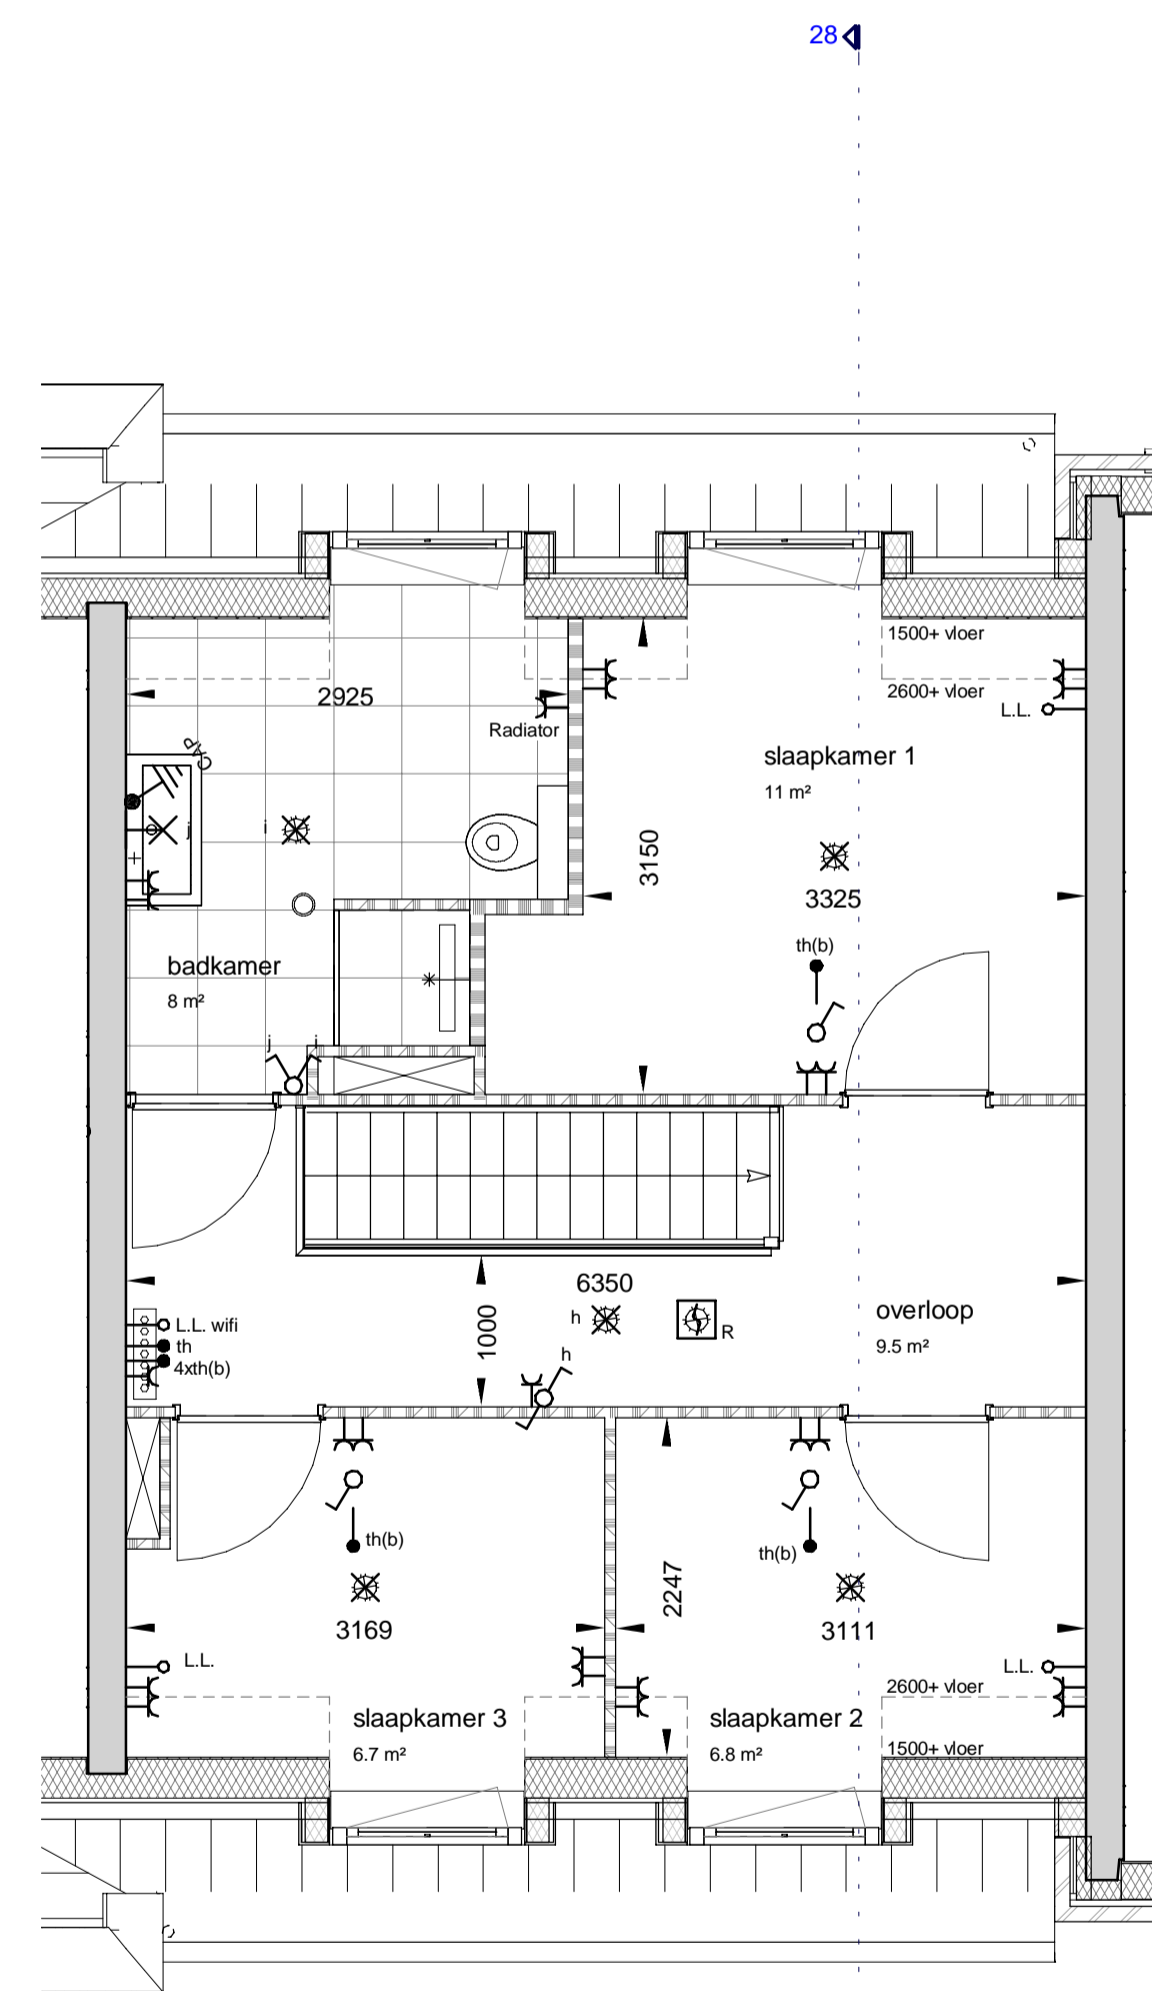 28
1500+ vloer
2925
2600+ vloer
L.L.
Radiator
CAP
slaapkamer 1
11 m²
j
i
3150
3325
th(b)
badkamer
8 m²
j
i
6350
1000
h
R
overloop
9.5 m²
L.L. wifi
th
4xth(b)
h
th(b)
th(b)
2247
3169
3111
L.L.
L.L.
2600+ vloer
slaapkamer 3
6.7 m²
slaapkamer 2
6.8 m²
1500+ vloer